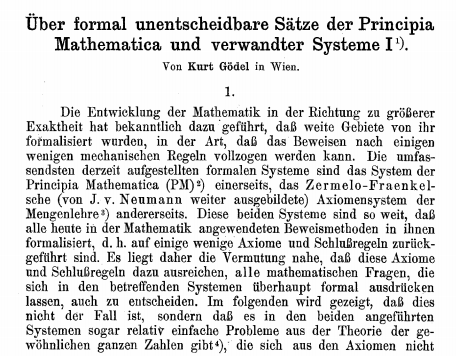 Über formal unentscheidbare Sätze der Principia
Mathematica und verwandter Systeme I¹).
Von Kurt Gödel in Wien.
1.
Die Entwicklung der Mathematik in der Richtung zu größerer
Exaktheit hat bekanntlich dazu geführt, daß weite Gebiete von ihr
formalisiert wurden, in der Art, daß das Beweisen nach einigen
wenigen mechanischen Regeln vollzogen werden kann. Die umfas-
sendsten derzeit aufgestellten formalen Systeme sind das System der
Principia Mathematica (PM)²) einerseits, das Zermelo-Fraenkel-
sche (von J. v. Neumann weiter ausgebildete) Axiomensystem der
Mengenlehre³) andererseits. Diese beiden Systeme sind so weit, daß
alle heute in der Mathematik angewendeten Beweismethoden in ihnen
formalisiert, d. h. auf einige wenige Axiome und Schlußregeln zurück-
geführt sind. Es liegt daher die Vermutung nahe, daß diese Axiome
und Schlußregeln dazu ausreichen, alle mathematischen Fragen, die
sich in den betreffenden Systemen überhaupt formal ausdrücken
lassen, auch zu entscheiden. Im folgenden wird gezeigt, daß dies
nicht der Fall ist, sondern daß es in den beiden angeführten
Systemen sogar relativ einfache Probleme aus der Theorie der ge-
wöhnlichen ganzen Zahlen gibt⁴), die sich aus den Axiomen nicht